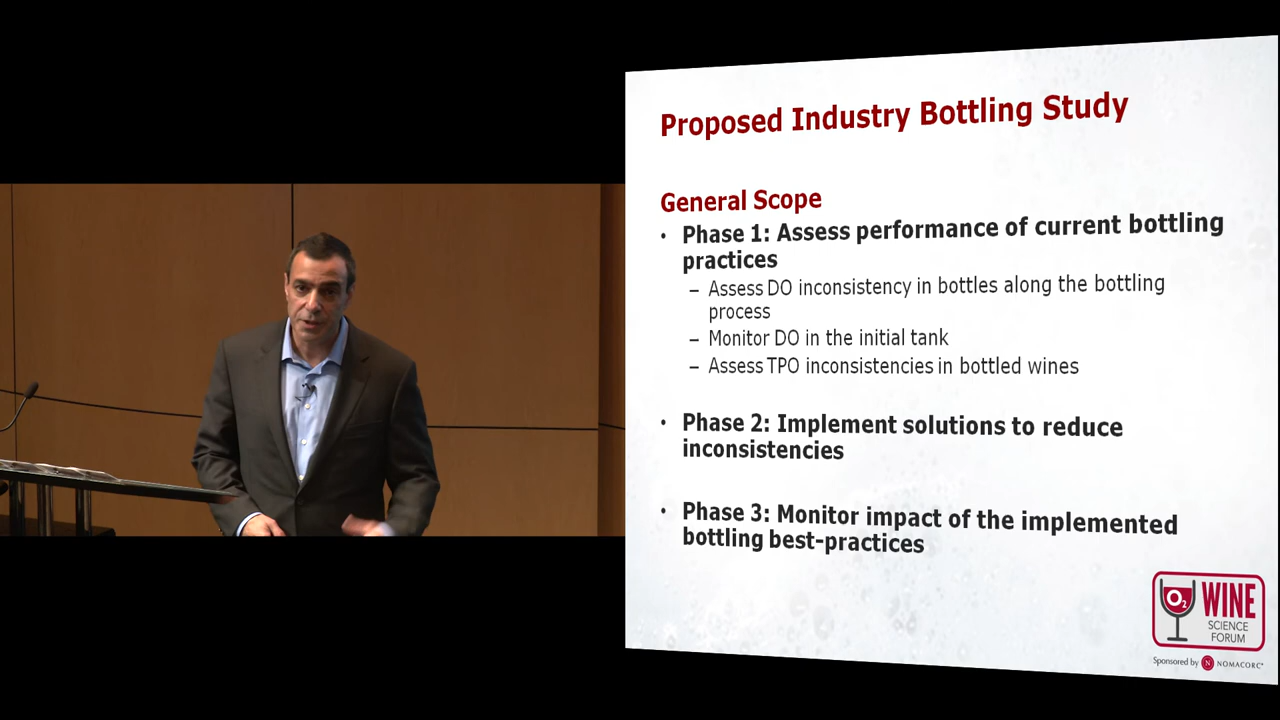 Proposed Industry Bottling Study
General Scope
• Phase 1: Assess performance of current bottling
practices
– Assess DO inconsistency in bottles along the bottling
process
– Monitor DO in the initial tank
– Assess TPO inconsistencies in bottled wines
• Phase 2: Implement solutions to reduce
inconsistencies
• Phase 3: Monitor impact of the implemented
bottling best-practices
O2 WINE
SCIENCE
FORUM
Sponsored by N NOMACORC